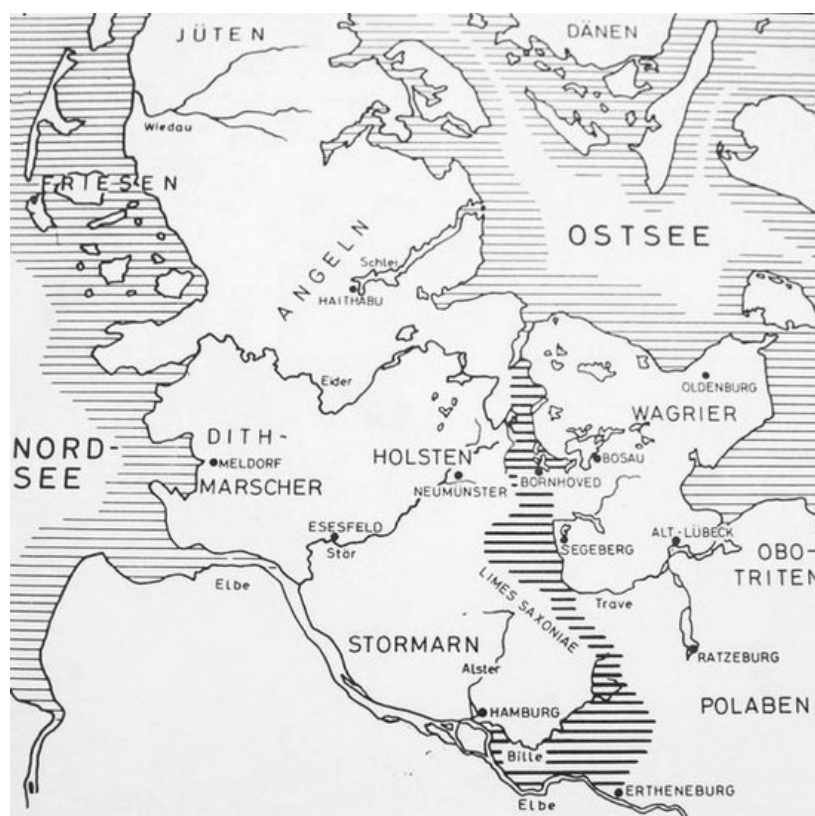 JÜTEN
DÄNEN
Wiedau
FRIESEN
ANGELN
OSTSEE
Schlei
HAITHABU
Eider
OLDENBURG
WAGRIER
NORD-
SEE
DITH-
MARSCHER
MELDORF
HOLSTEN
BOSAU
NEUMÜNSTER
BORNHÖVED
ESESFELD
Stör
SEGEBERG
ALT-LÜBECK
OBO-
TRITEN
Elbe
LIMES SAXONIAE
Trave
STORMARN
Alster
RATZEBURG
HAMBURG
POLABEN
Bille
ERTHENEBURG
Elbe